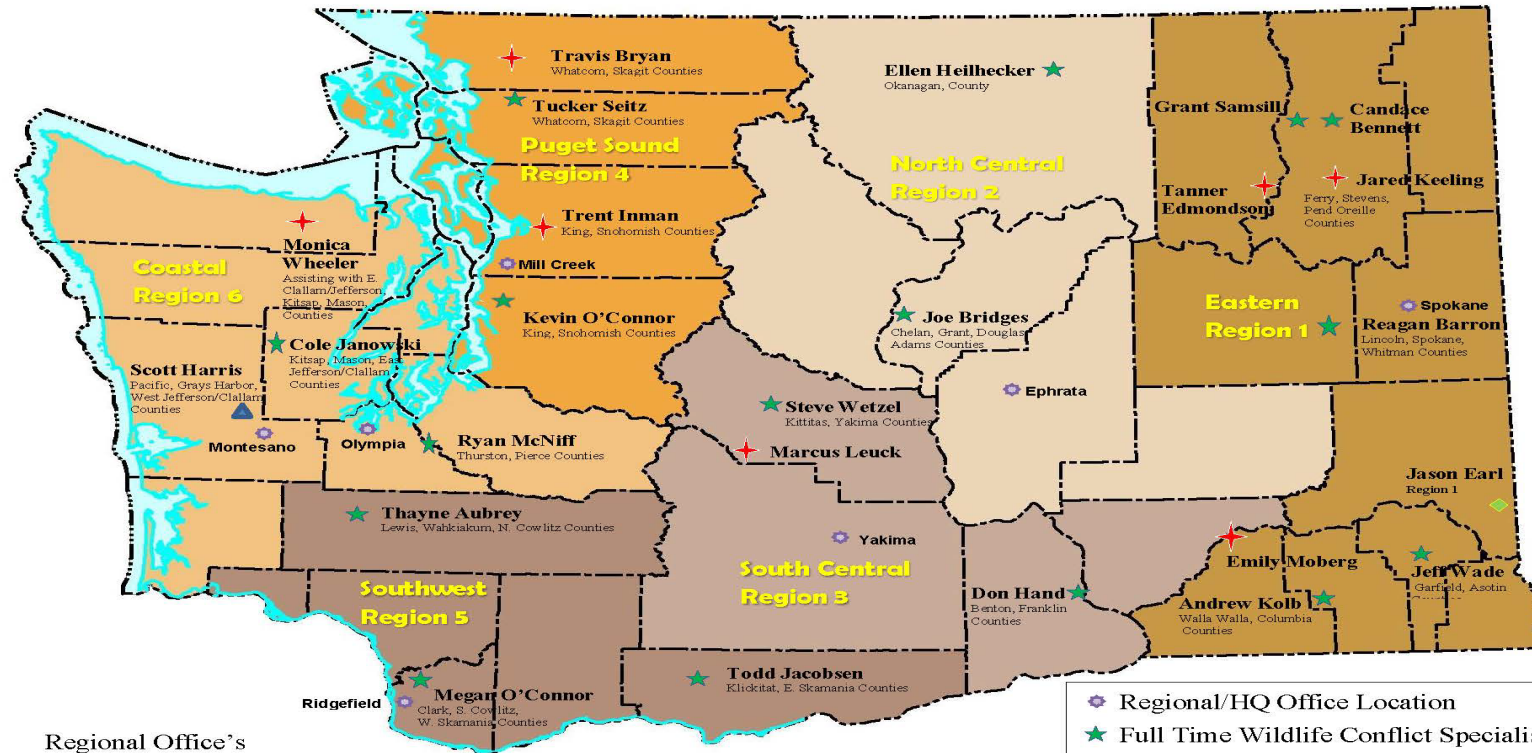 Travis Bryan
Whatcom, Skagit Counties
Tucker Seitz
Whatcom, Skagit Counties
Puget Sound
Region 4
Trent Inman
King, Snohomish Counties
Mill Creek
Kevin O'Connor
King, Snohomish Counties
Monica
Wheeler
Assisting with E.
Clallam/Jefferson,
Kitsap, Mason,
Counties
Coastal
Region 6
Cole Janowski
Kitsap, Mason, East
Jefferson/Clallam
Counties
Scott Harris
Pacific, Grays Harbor,
West Jefferson/Clallam
Counties
Montesano
Olympia
Ryan McNiff
Thurston, Pierce Counties
Thayne Aubrey
Lewis, Wahkiakum, N. Cowlitz Counties
Southwest
Region 5
Ridgefield
Megan O'Connor
Clark, S. Cowlitz,
W. Skamania Counties
Ellen Heilhecker
Okanagan, County
North Central
Region 2
Joe Bridges
Chelan, Grant, Douglas
Adams Counties
Ephrata
Steve Wetzel
Kittitas, Yakima Counties
Marcus Leuck
Yakima
South Central
Region 3
Don Hand
Benton, Franklin
Counties
Todd Jacobsen
Klickitat, E. Skamania Counties
Grant Samsill
Candace
Bennett
Tanner
Edmondson
Jared Keeling
Ferry, Stevens,
Pend Oreille
Counties
Eastern
Region 1
Spokane
Reagan Barron
Lincoln, Spokane,
Whitman Counties
Jason Earl
Region 1
Emily Moberg
Jeff Wade
Garfield, Asotin
Andrew Kolb
Walla Walla, Columbia
Counties
Regional/HQ Office Location
Full Time Wildlife Conflict Specialis
Regional Office's